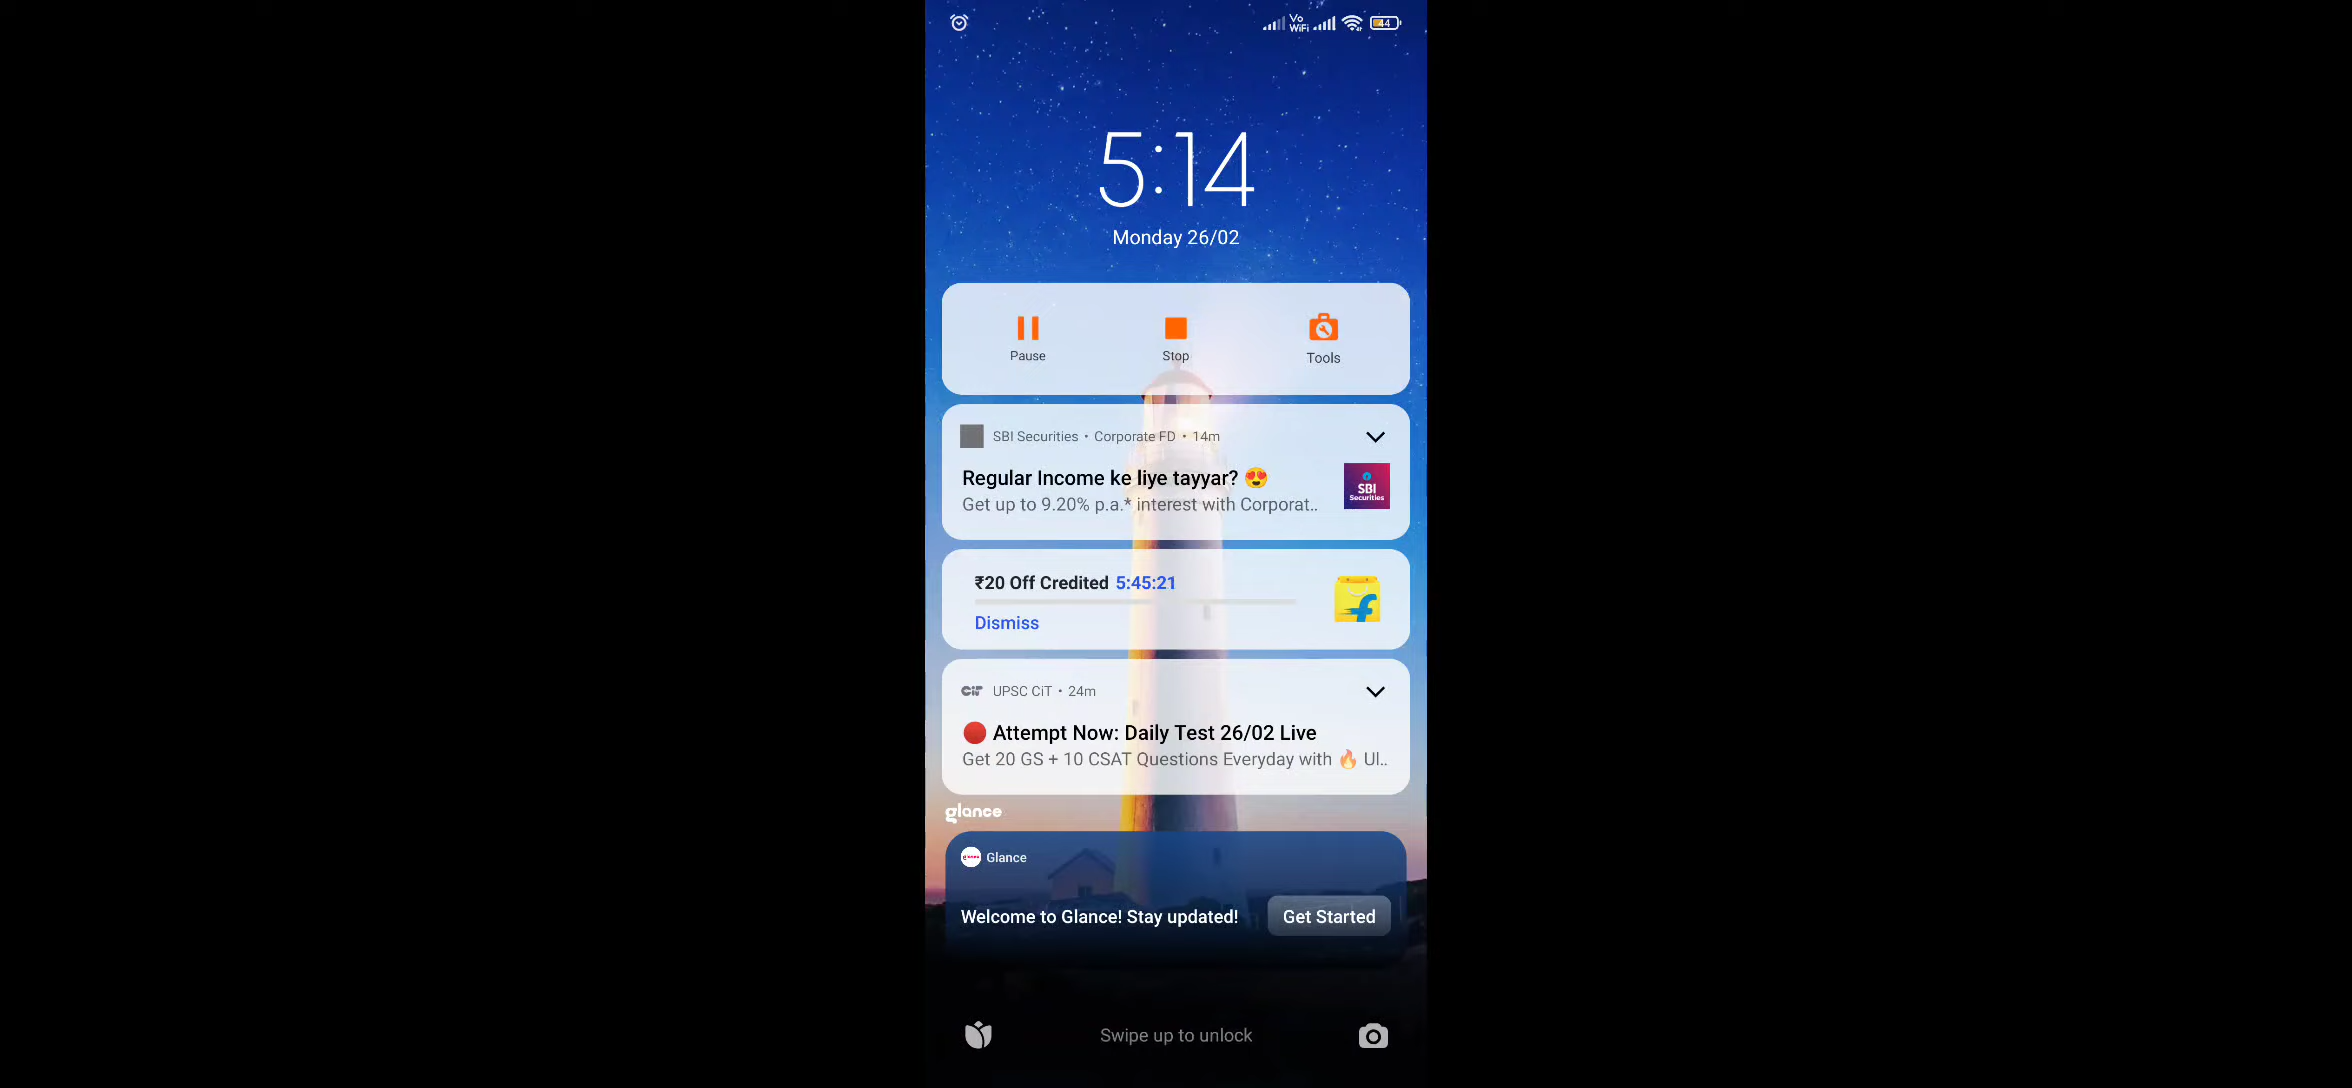 Vo
WiFi
44
5:14
Monday 26/02
Pause
Stop
Tools
SBI Securities • Corporate FD • 14m
Regular Income ke liye tayyar? 😍
Get up to 9.20% p.a.* interest with Corporat..
SBI
Securities
₹20 Off Credited 5:45:21
Dismiss
CiT UPSC CiT • 24m
🔴 Attempt Now: Daily Test 26/02 Live
Get 20 GS + 10 CSAT Questions Everyday with 🔥 Ul..
glance
glance Glance
Welcome to Glance! Stay updated!
Get Started
Swipe up to unlock